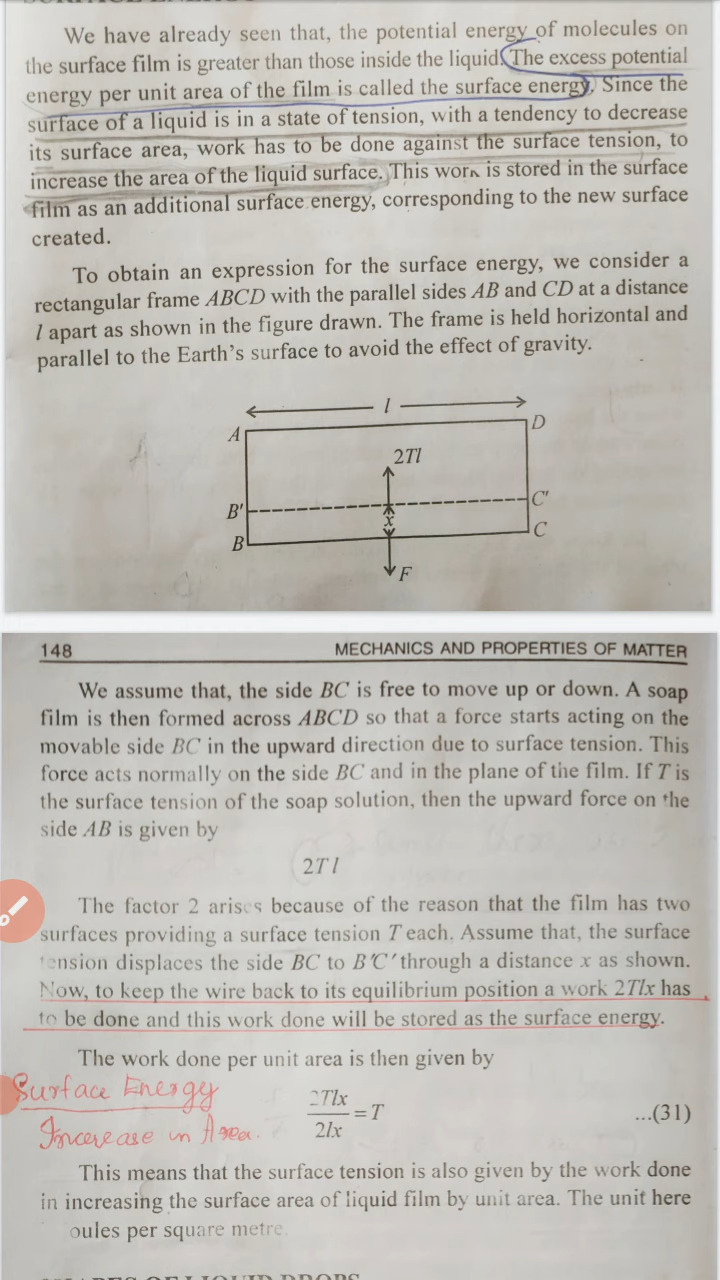 We have already seen that, the potential energy of molecules on
the surface film is greater than those inside the liquid. The excess potential
energy per unit area of the film is called the surface energy. Since the
surface of a liquid is in a state of tension, with a tendency to decrease
its surface area, work has to be done against the surface tension, to
increase the area of the liquid surface. This work is stored in the surface
film as an additional surface energy, corresponding to the new surface
created.
To obtain an expression for the surface energy, we consider a
rectangular frame ABCD with the parallel sides AB and CD at a distance
l apart as shown in the figure drawn. The frame is held horizontal and
parallel to the Earth's surface to avoid the effect of gravity.
l
A
D
2Tl
B'
C'
x
B
C
F
148 MECHANICS AND PROPERTIES OF MATTER
We assume that, the side BC is free to move up or down. A soap
film is then formed across ABCD so that a force starts acting on the
movable side BC in the upward direction due to surface tension. This
force acts normally on the side BC and in the plane of the film. If T is
the surface tension of the soap solution, then the upward force on the
side AB is given by
2Tl
The factor 2 arises because of the reason that the film has two
surfaces providing a surface tension T each. Assume that, the surface
tension displaces the side BC to B'C' through a distance x as shown.
Now, to keep the wire back to its equilibrium position a work 2Tlx has
to be done and this work done will be stored as the surface energy.
The work done per unit area is then given by
Surface Energy
Increase in Area.
2Tlx
2lx
=T
...(31)
This means that the surface tension is also given by the work done
in increasing the surface area of liquid film by unit area. The unit here
oules per square metre.